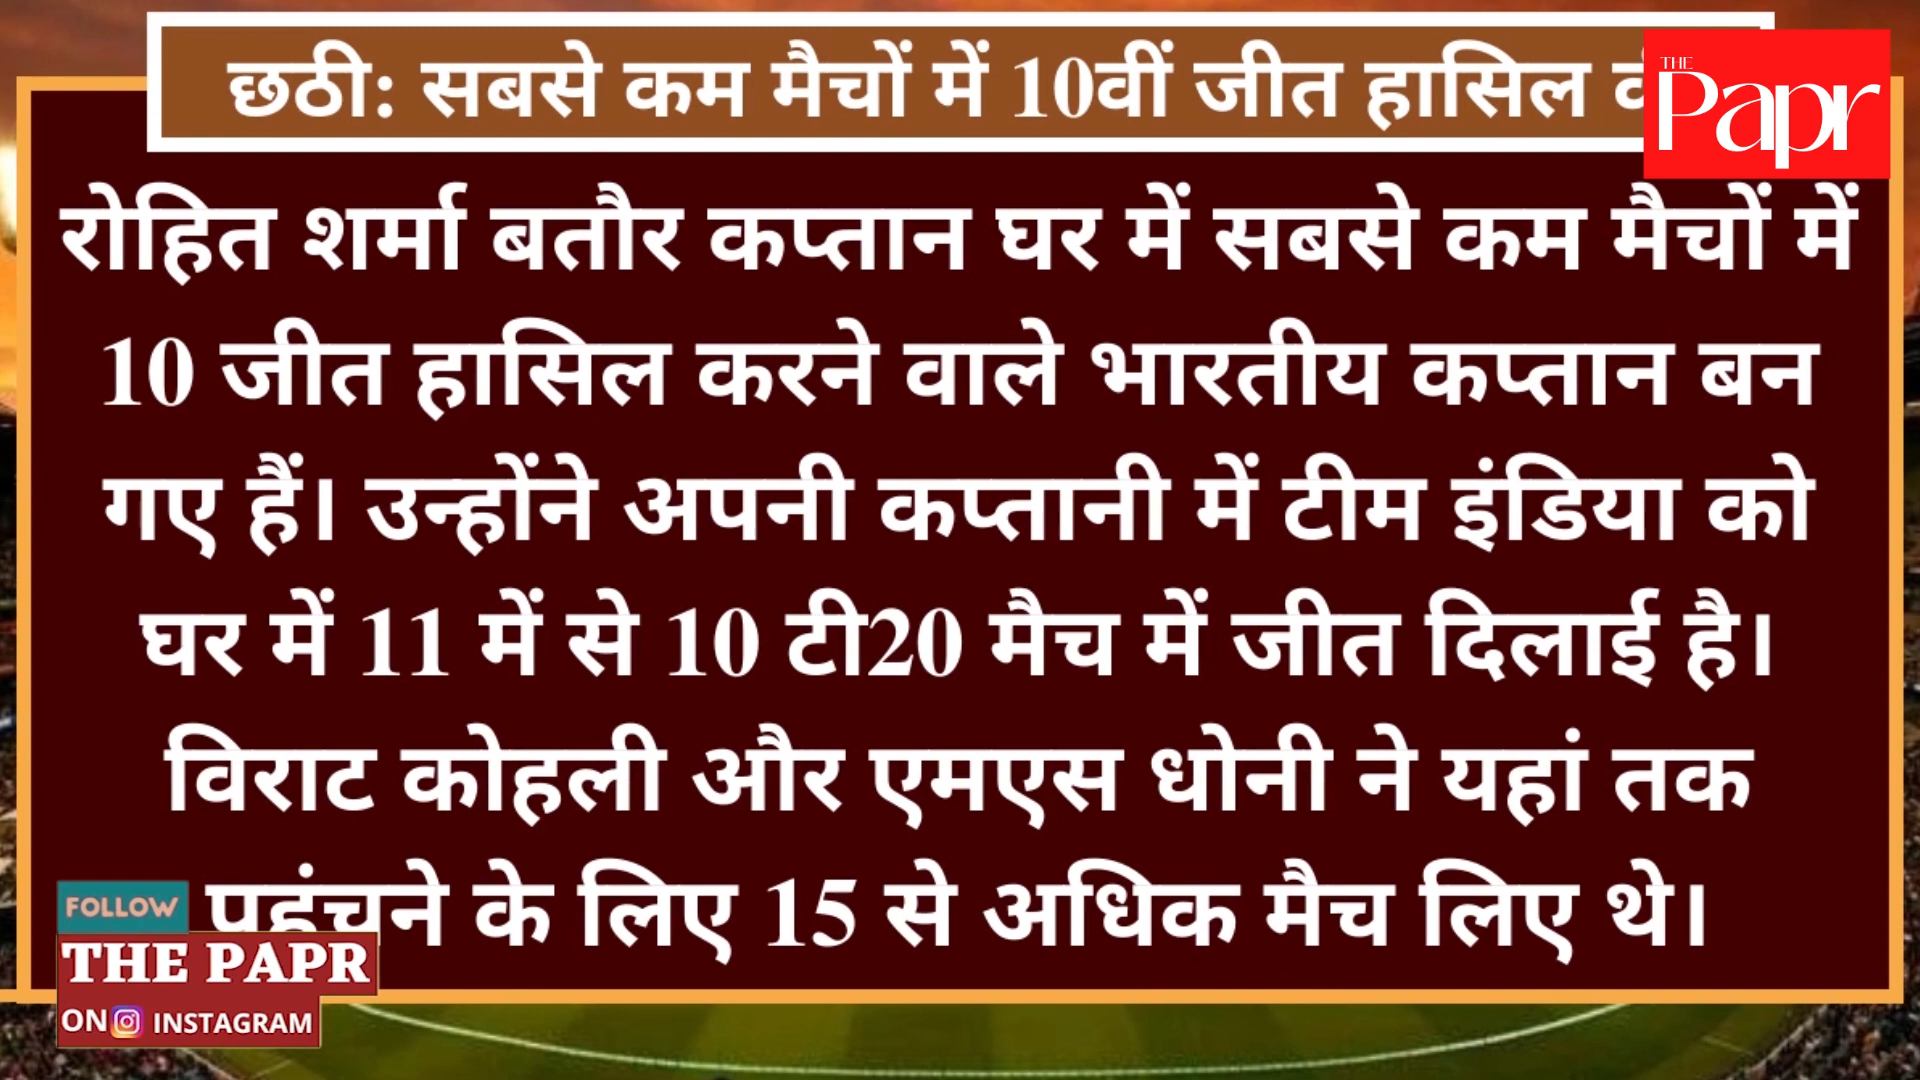 छठी: सबसे कम मैचों में 10वीं जीत हासिल
THE
Papr
रोहित शर्मा बतौर कप्तान घर में सबसे कम मैचों में
10 जीत हासिल करने वाले भारतीय कप्तान बन
गए हैं। उन्होंने अपनी कप्तानी में टीम इंडिया को
घर में 11 में से 10 टी20 मैच में जीत दिलाई है।
विराट कोहली और एमएस धोनी ने यहां तक
पहुंचने के लिए 15 से अधिक मैच लिए थे।
FOLLOW
THE PAPR
ON INSTAGRAM